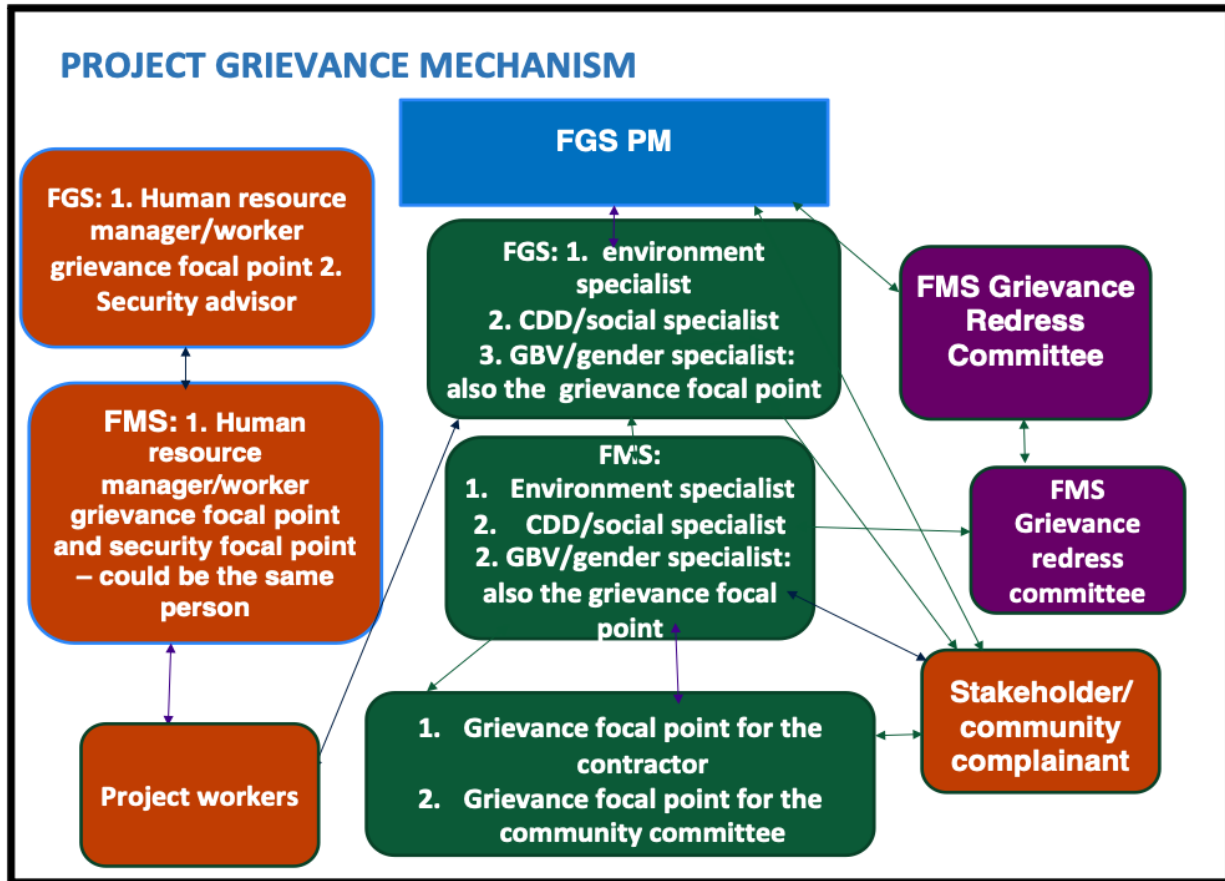 PROJECT GRIEVANCE MECHANISM
FGS PM
FGS: 1. Human resource
manager/worker
grievance focal point 2.
Security advisor
FGS: 1. environment
specialist
2. CDD/social specialist
3. GBV/gender specialist:
also the grievance focal point
FMS Grievance
Redress
Committee
FMS: 1. Human
resource
manager/worker
grievance focal point
and security focal point
– could be the same
person
FMS:
1. Environment specialist
2. CDD/social specialist
2. GBV/gender specialist:
also the grievance focal
point
FMS
Grievance
redress
committee
Stakeholder/
community
complainant
Project workers
1. Grievance focal point for the
contractor
2. Grievance focal point for the
community committee